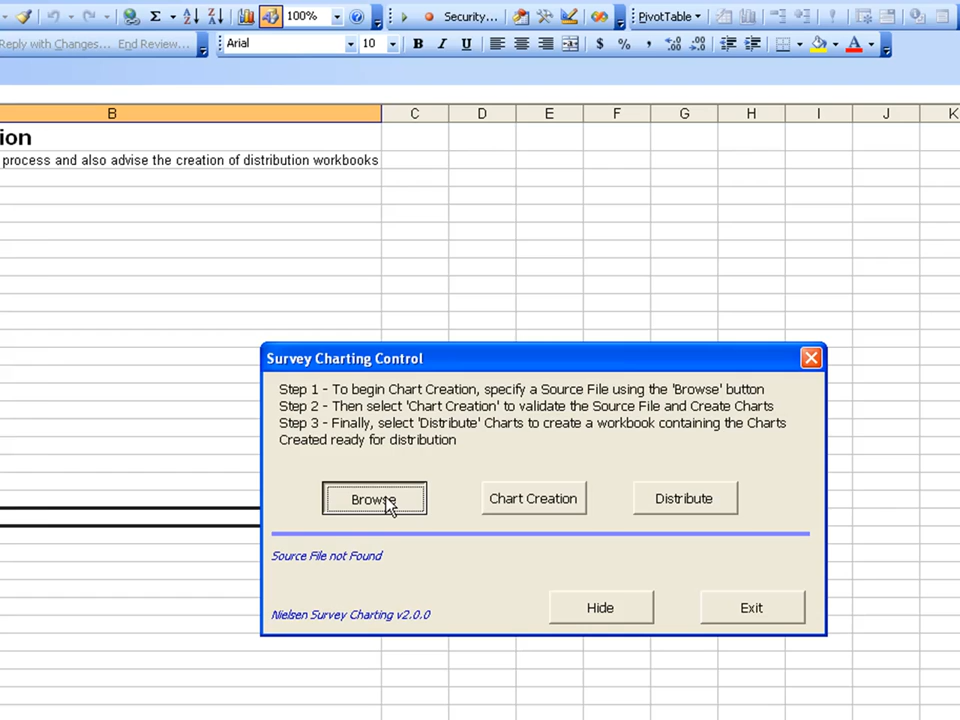 100%
Security...
PivotTable
Reply with Changes... End Review...
Arial
10
B I U
$ % ,
B C D E F G H I J K
ion
process and also advise the creation of distribution workbooks
Survey Charting Control
Step 1 - To begin Chart Creation, specify a Source File using the 'Browse' button
Step 2 - Then select 'Chart Creation' to validate the Source File and Create Charts
Step 3 - Finally, select 'Distribute' Charts to create a workbook containing the Charts
Created ready for distribution
Browse
Chart Creation
Distribute
Source File not Found
Nielsen Survey Charting v2.0.0
Hide
Exit